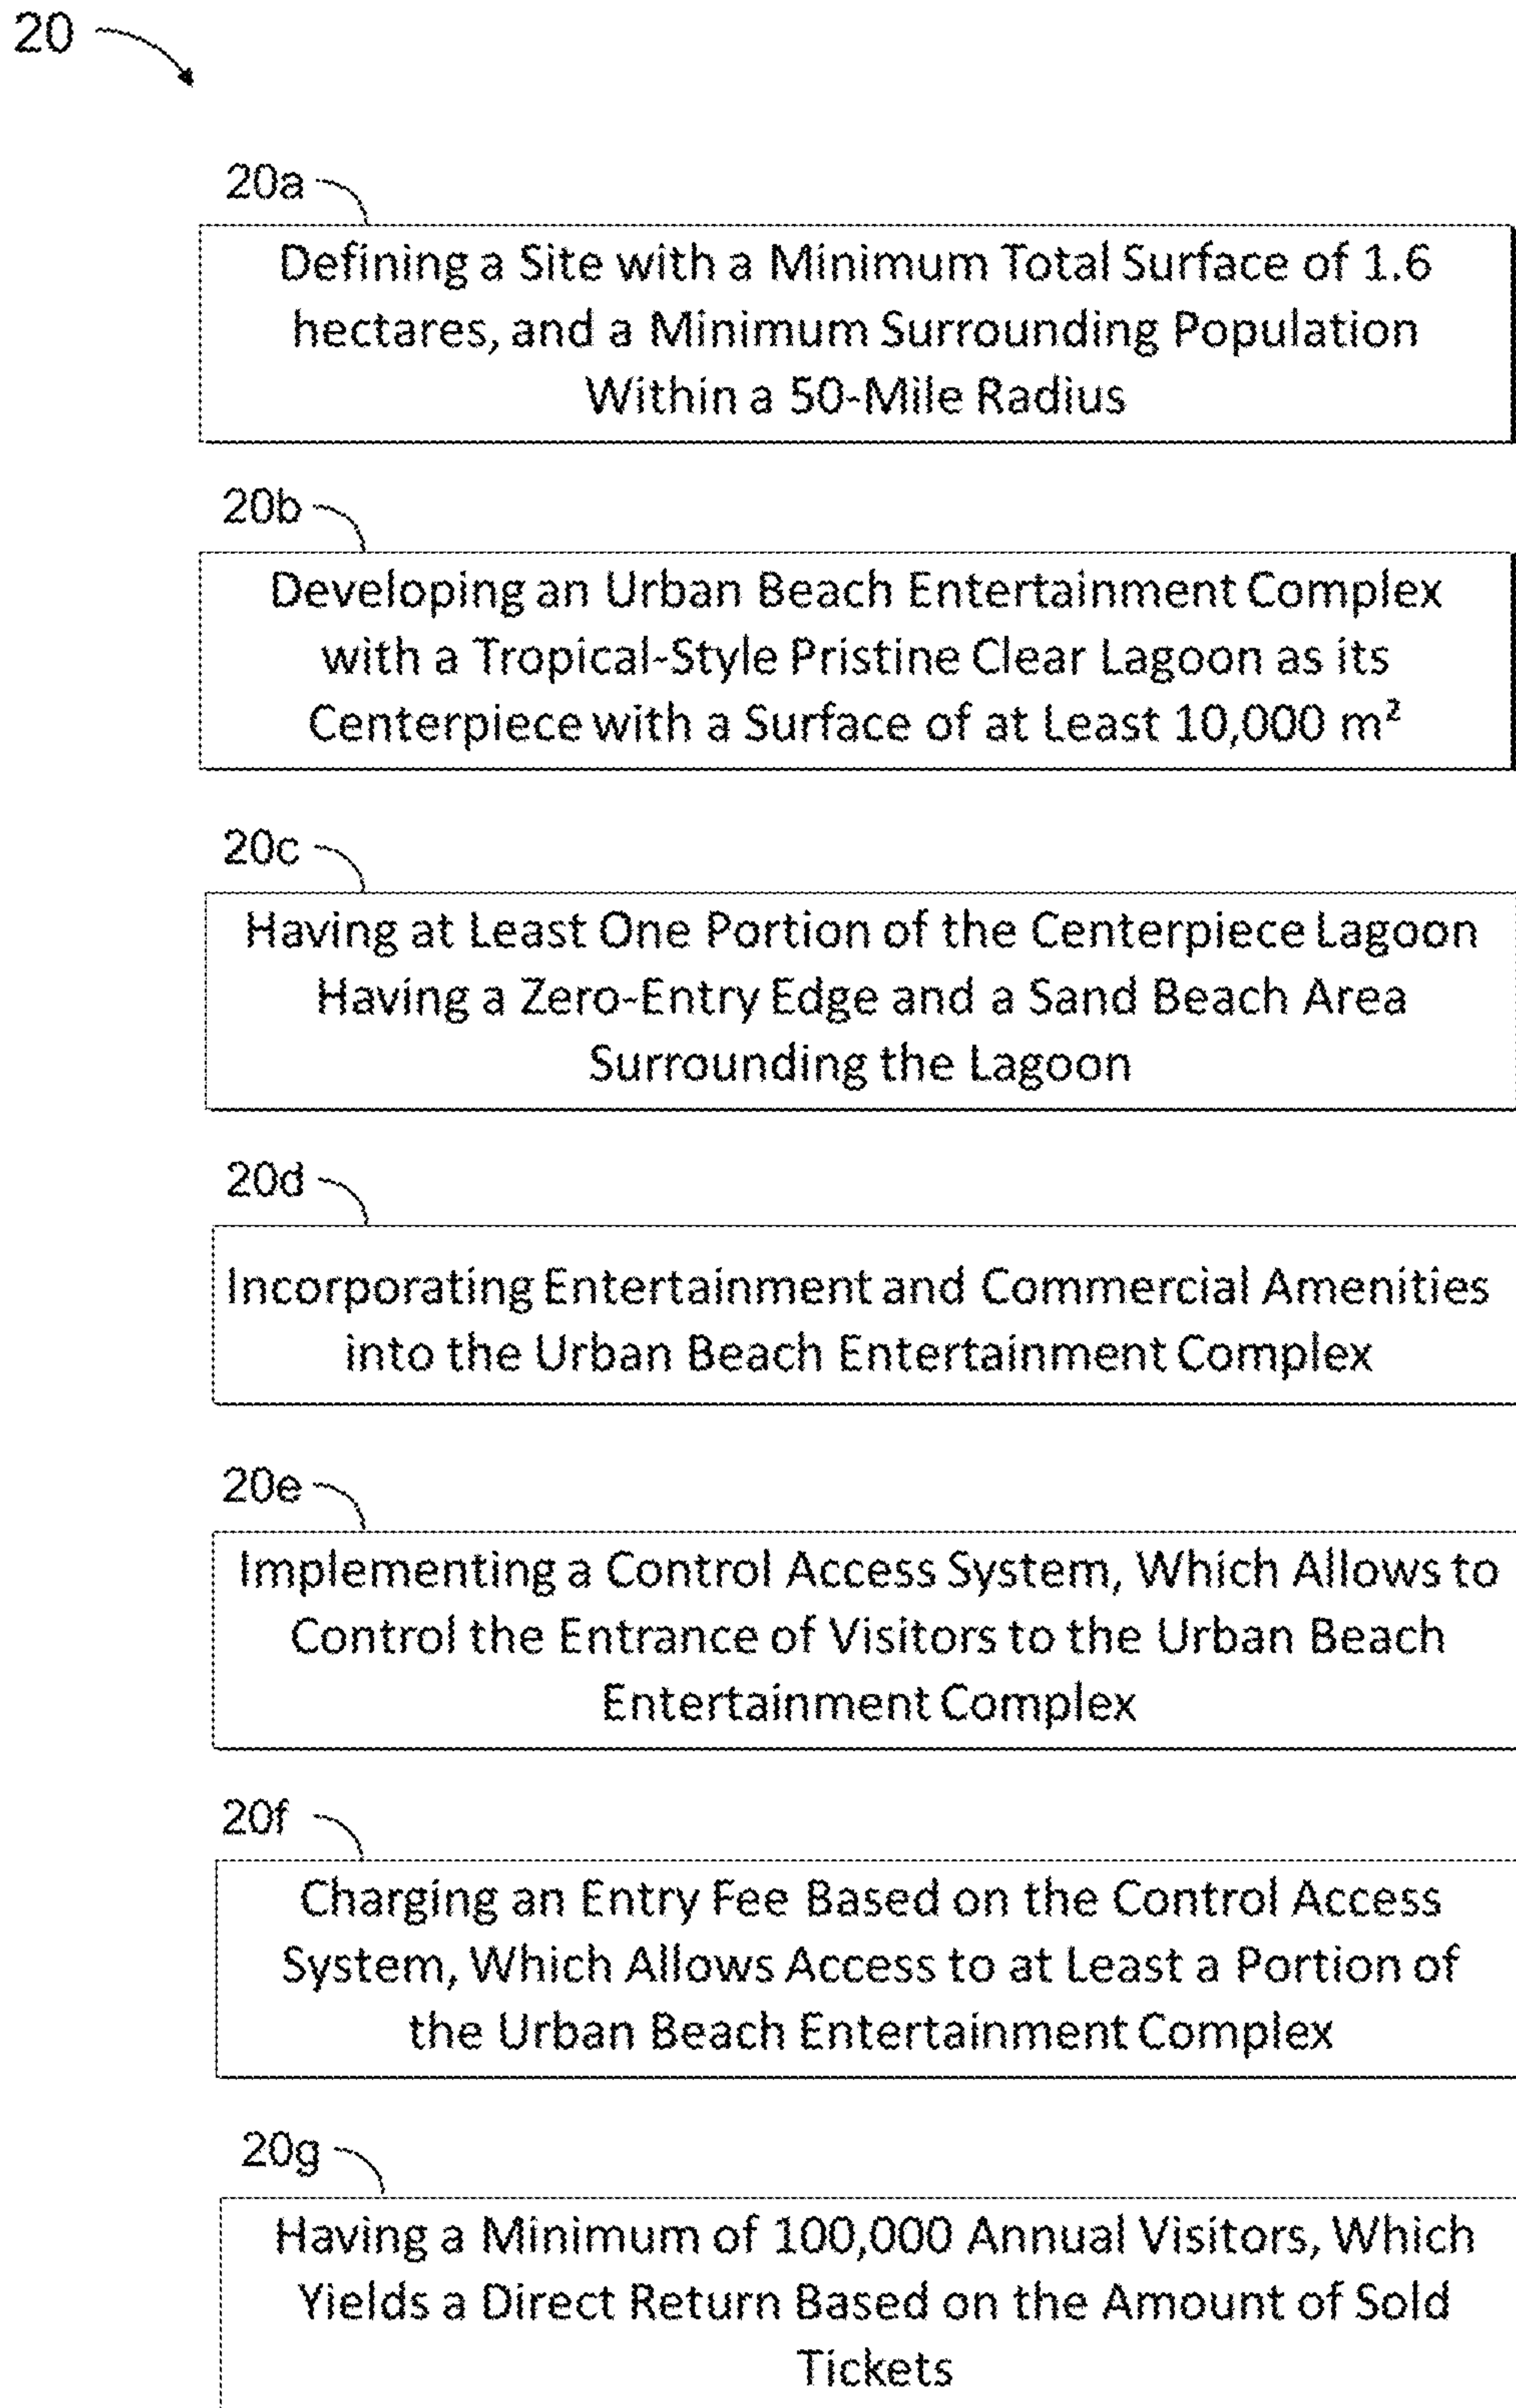 20
20a
Defining a Site with a Minimum Total Surface of 1.6
hectares, and a Minimum Surrounding Population
Within a 50-Mile Radius
20b
Developing an Urban Beach Entertainment Complex
with a Tropical-Style Pristine Clear Lagoon as its
Centerpiece with a Surface of at Least 10,000 m²
20c
Having at Least One Portion of the Centerpiece Lagoon
Having a Zero-Entry Edge and a Sand Beach Area
Surrounding the Lagoon
20d
Incorporating Entertainment and Commercial Amenities
into the Urban Beach Entertainment Complex
20e
Implementing a Control Access System, Which Allows to
Control the Entrance of Visitors to the Urban Beach
Entertainment Complex
20f
Charging an Entry Fee Based on the Control Access
System, Which Allows Access to at Least a Portion of
the Urban Beach Entertainment Complex
20g
Having a Minimum of 100,000 Annual Visitors, Which
Yields a Direct Return Based on the Amount of Sold
Tickets